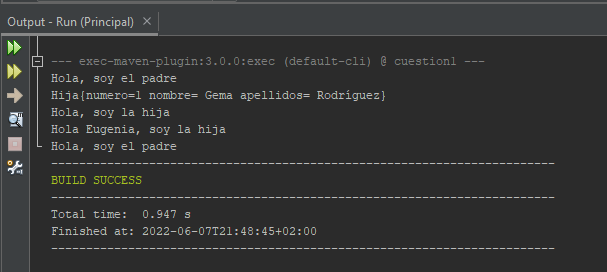 Output - Run (Principal) ×
--- exec-maven-plugin:3.0.0:exec (default-cli) @ cuestion1 ---
Hola, soy el padre
Hija{numero=1 nombre= Gema apellidos= Rodríguez}
Hola, soy la hija
Hola Eugenia, soy la hija
Hola, soy el padre
------------------------------------------------------------------------
BUILD SUCCESS
------------------------------------------------------------------------
Total time:  0.947 s
Finished at: 2022-06-07T21:48:45+02:00
------------------------------------------------------------------------